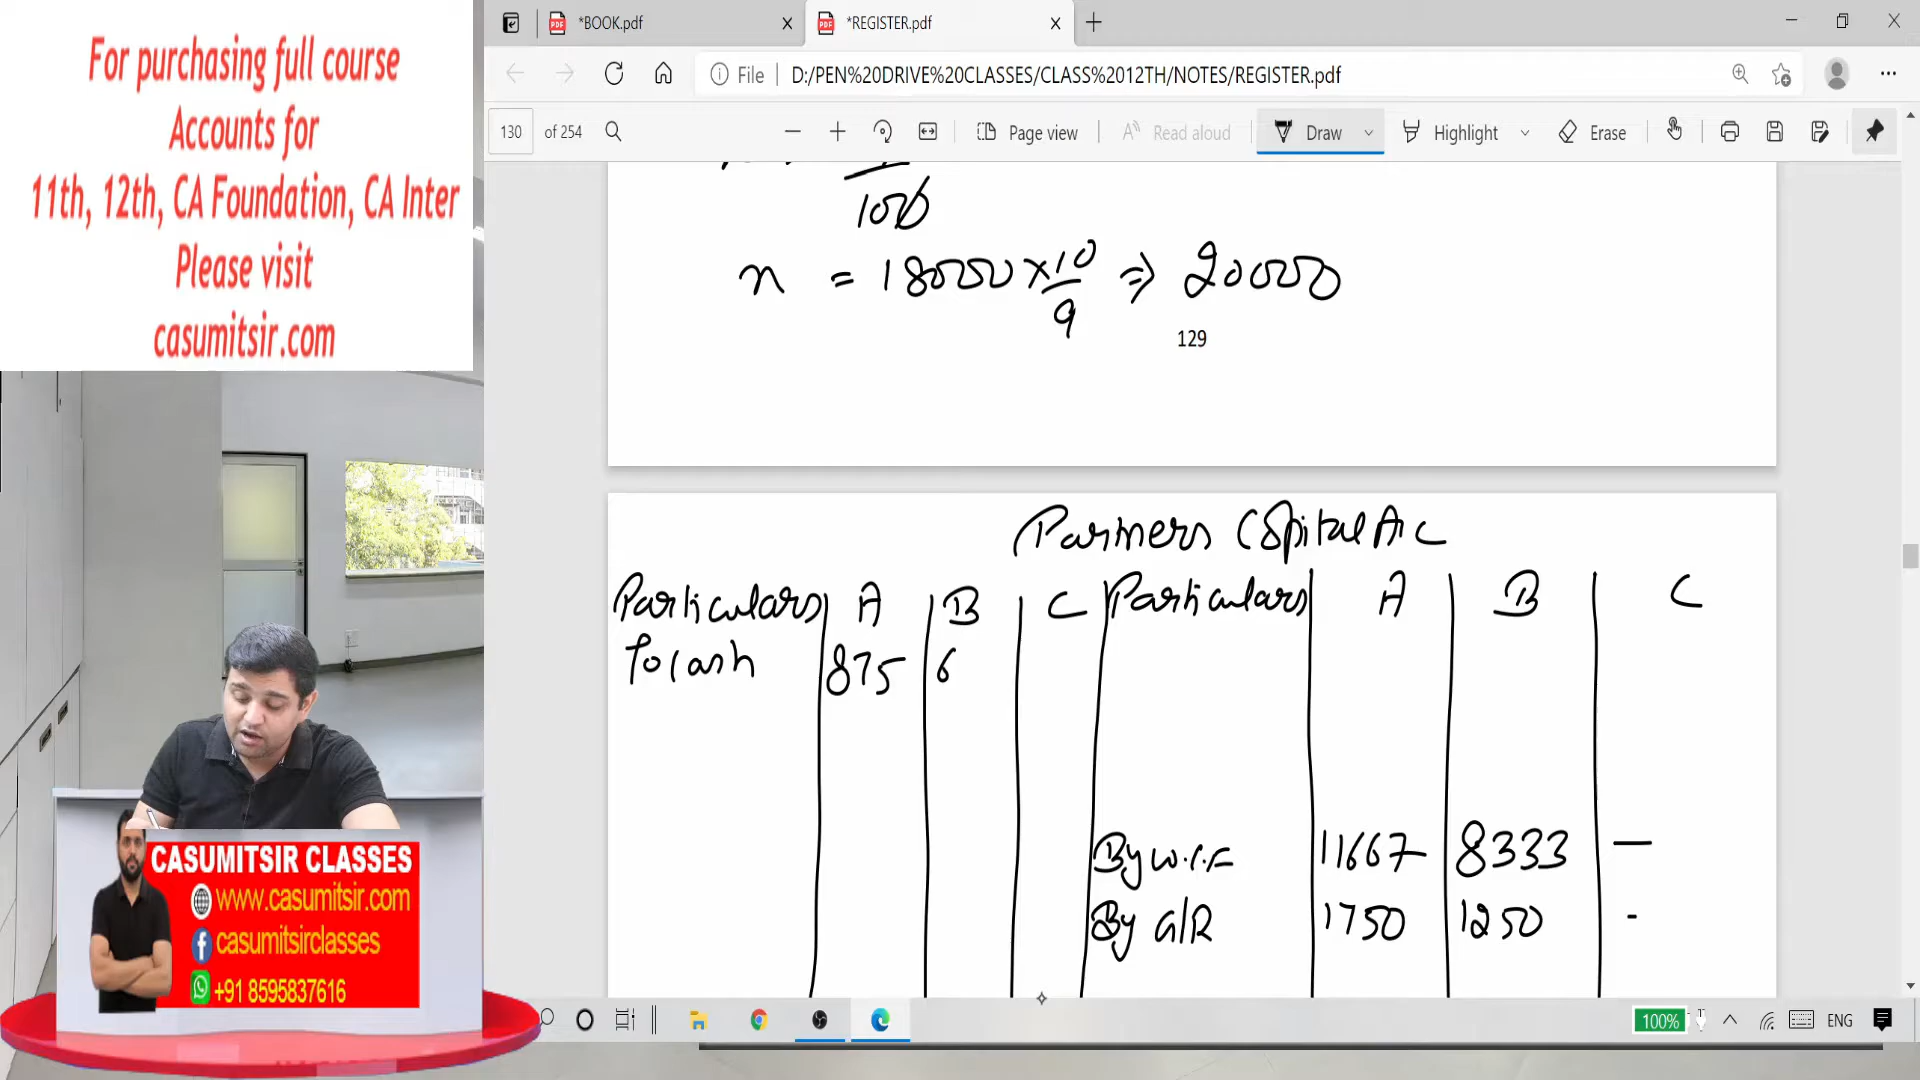 For purchasing full course
Accounts for
11th, 12th, CA Foundation, CA Inter
Please visit
casumitsir.com
*BOOK.pdf
*REGISTER.pdf
File
D:/PEN%20DRIVE%20CLASSES/CLASS%2012TH/NOTES/REGISTER.pdf
130 of 254
Page view
Read aloud
Draw
Highlight
Erase
100
n = 18000 × 10/9 ⇒ 20000
129
Partners Capital A/c
Particulars A B C Particulars A B C
To Cash 875 6
By W.C.F 11667 8333 —
By G/R 1750 1250 -
CASUMITSIR CLASSES
www.casumitsir.com
casumitsirclasses
+91 8595837616
100%
ENG